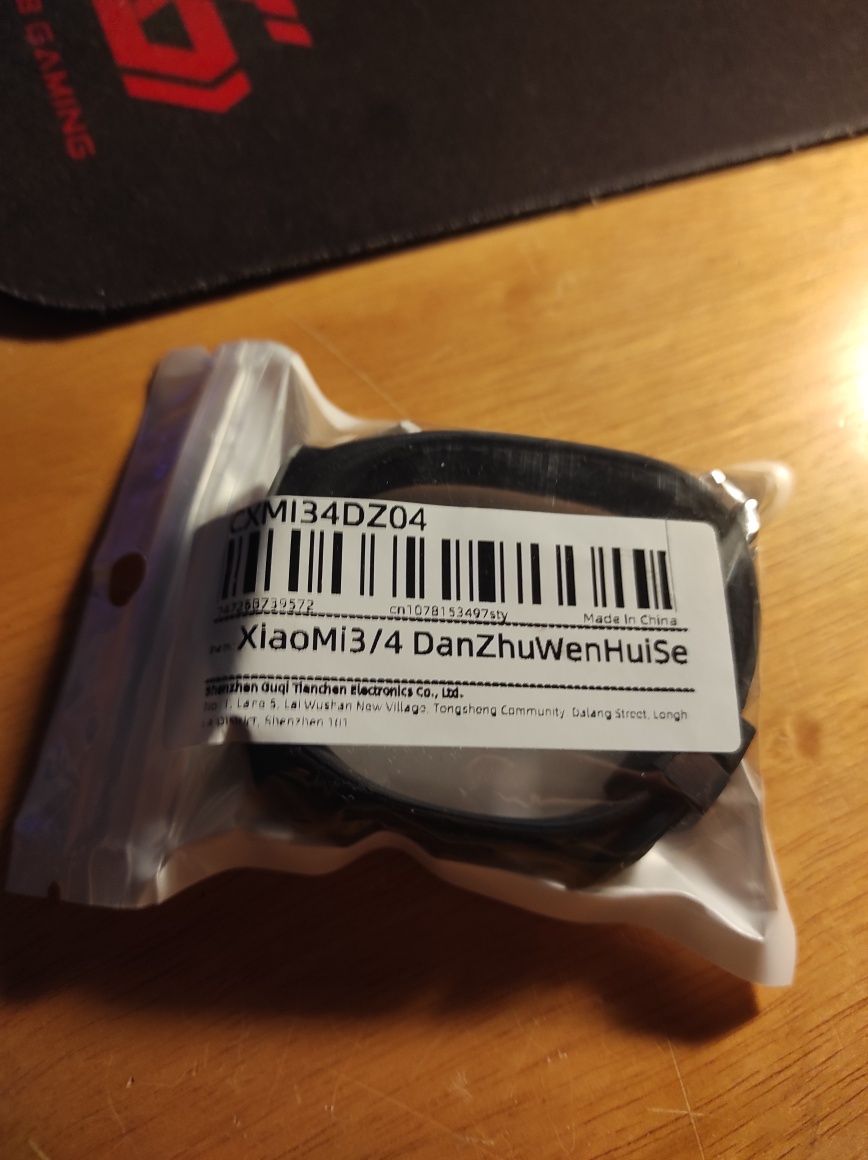 GAMING
CXMI34DZ04
cn1078153497sty
Made In China
XiaoMi3/4 DanZhuWenHuiSe
Shenzhen Guqi Tianchen Electronics Co., Ltd.
Lai Wushan New Village, Tongsheng Community, Dalang Street, Longh
Shenzhen 101